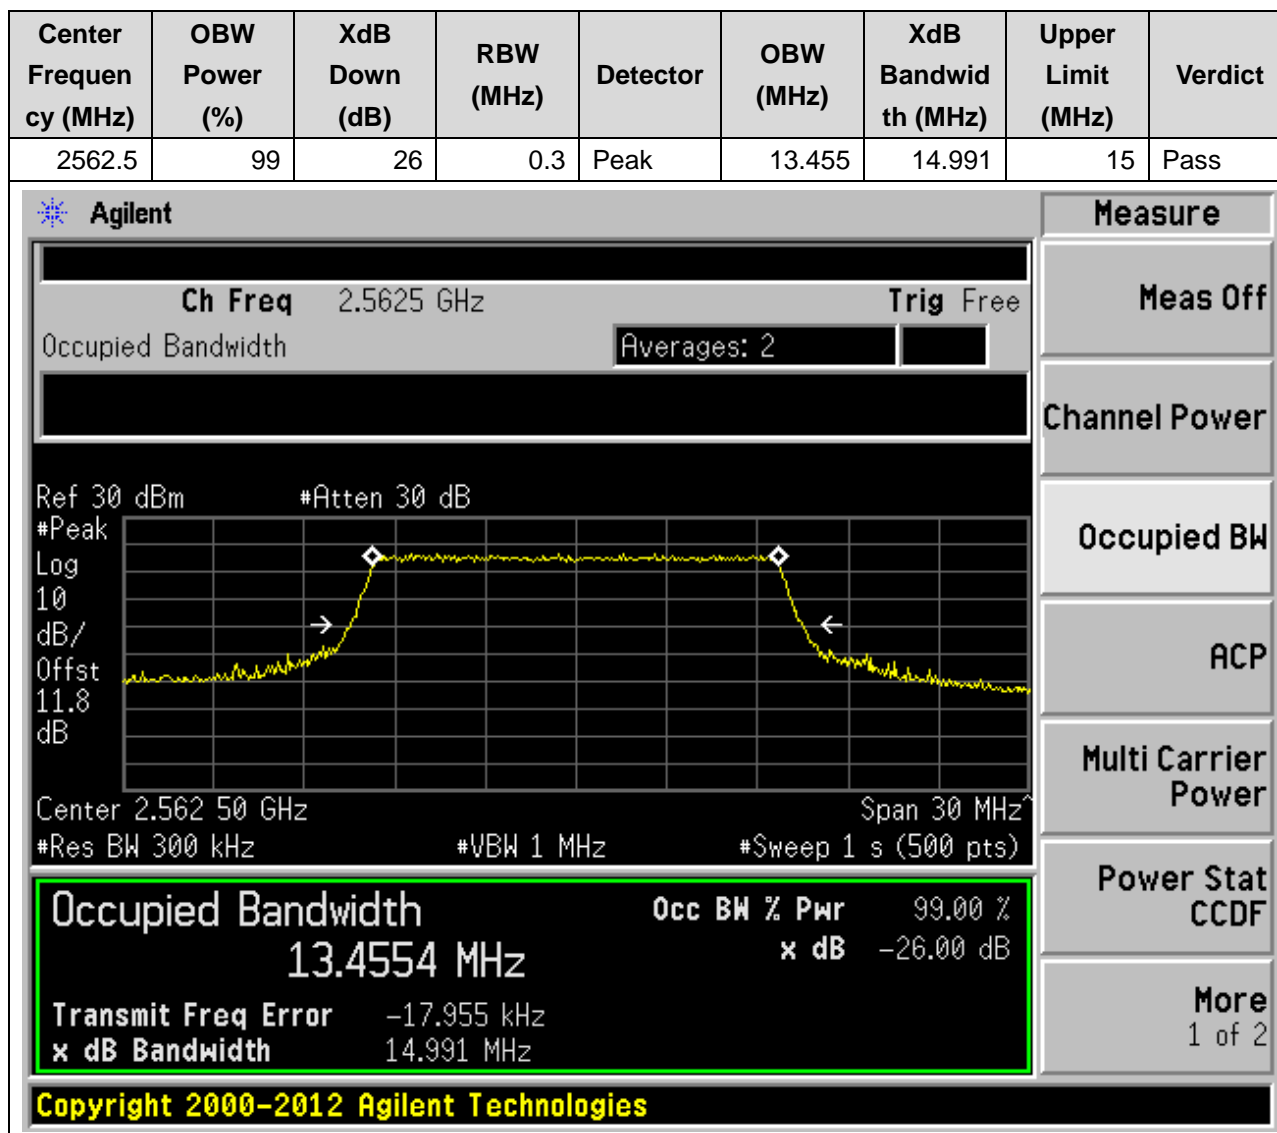 Center Frequen cy (MHz) | OBW Power (%) | XdB Down (dB) | RBW (MHz) | Detector | OBW (MHz) | XdB Bandwid th (MHz) | Upper Limit (MHz) | Verdict
2562.5 | 99 | 26 | 0.3 | Peak | 13.455 | 14.991 | 15 | Pass
Agilent
Ch Freq 2.5625 GHz Trig Free
Occupied Bandwidth Averages: 2
Ref 30 dBm #Atten 30 dB
#Peak
Log
10
dB/
Offst
11.8
dB
Center 2.562 50 GHz Span 30 MHz^
#Res BW 300 kHz #VBW 1 MHz #Sweep 1 s (500 pts)
Occupied Bandwidth Occ BW % Pwr 99.00 %
13.4554 MHz x dB -26.00 dB
Transmit Freq Error -17.955 kHz
x dB Bandwidth 14.991 MHz
Copyright 2000-2012 Agilent Technologies
Measure
Meas Off
Channel Power
Occupied BW
ACP
Multi Carrier
Power
Power Stat
CCDF
More
1 of 2